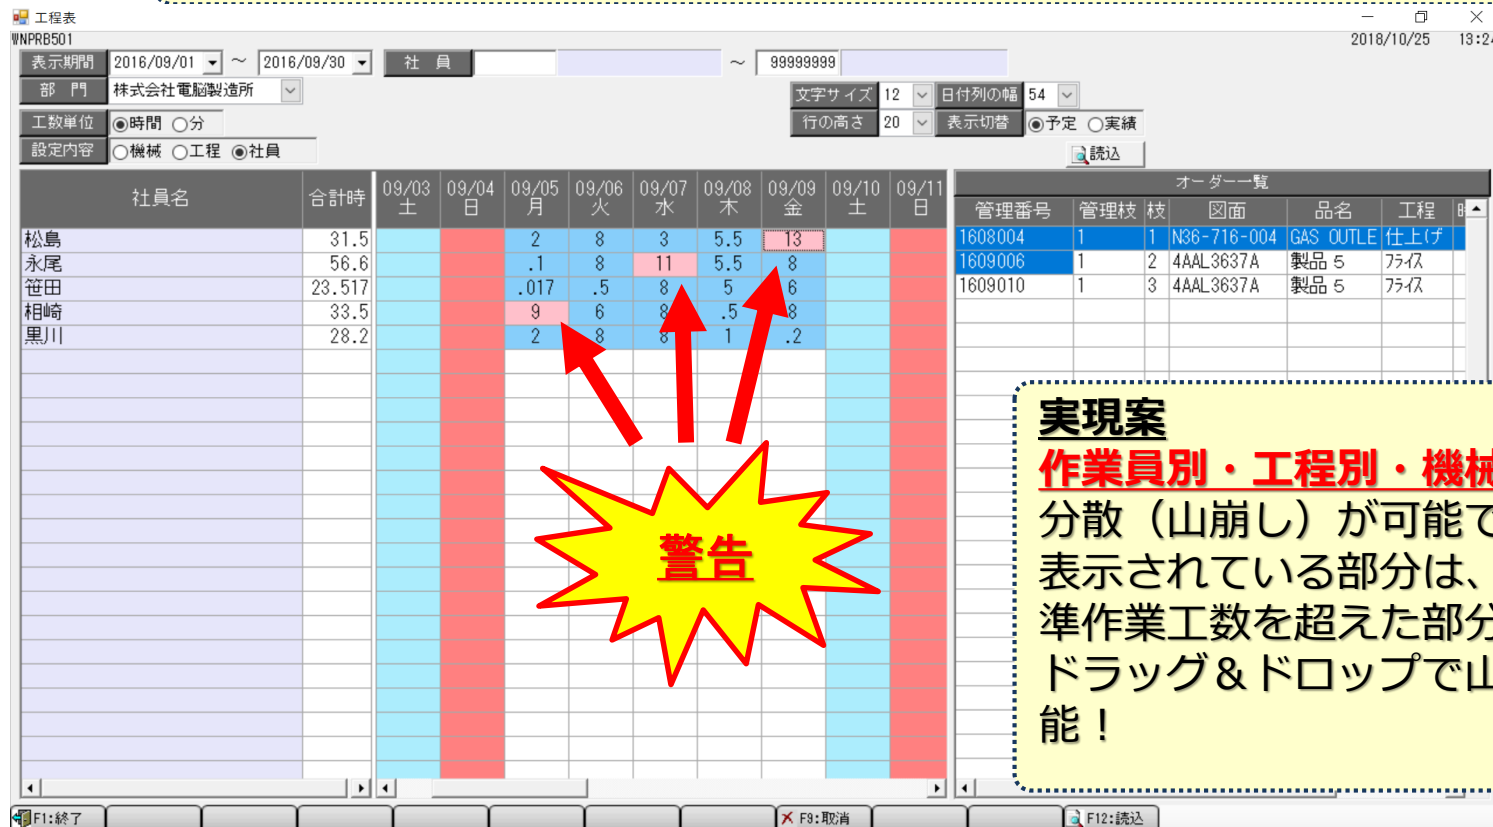 工程表
WNPRB501
2018/10/25 13:24
表示期間 2016/09/01 ～ 2016/09/30 社 員 ～ 99999999
部 門 株式会社電脳製造所
文字サイズ 12 日付列の幅 54
工数単位 時間 分
行の高さ 20 表示切替 予定 実績
設定内容 機械 工程 社員
読込
社員名 合計時 09/03 土 09/04 日 09/05 月 09/06 火 09/07 水 09/08 木 09/09 金 09/10 土 09/11 日
松島 31.5 2 8 3 5.5 13
永尾 56.6 .1 8 11 5.5 8
笹田 23.517 .017 .5 8 5 6
相崎 33.5 9 6 8 .5 8
黒川 28.2 2 8 8 1 .2
オーダー一覧
管理番号 管理枝 枝 図面 品名 工程
1608004 1 1 N36-716-004 GAS OUTLE 仕上げ
1609006 1 2 4AAL3637A 製品５ フライス
1609010 1 3 4AAL3637A 製品５ フライス
警告
実現案
作業員別・工程別・機械
分散（山崩し）が可能で
表示されている部分は、
準作業工数を超えた部分
ドラッグ＆ドロップで山
能！
F1:終了 F9:取消 F12:読込